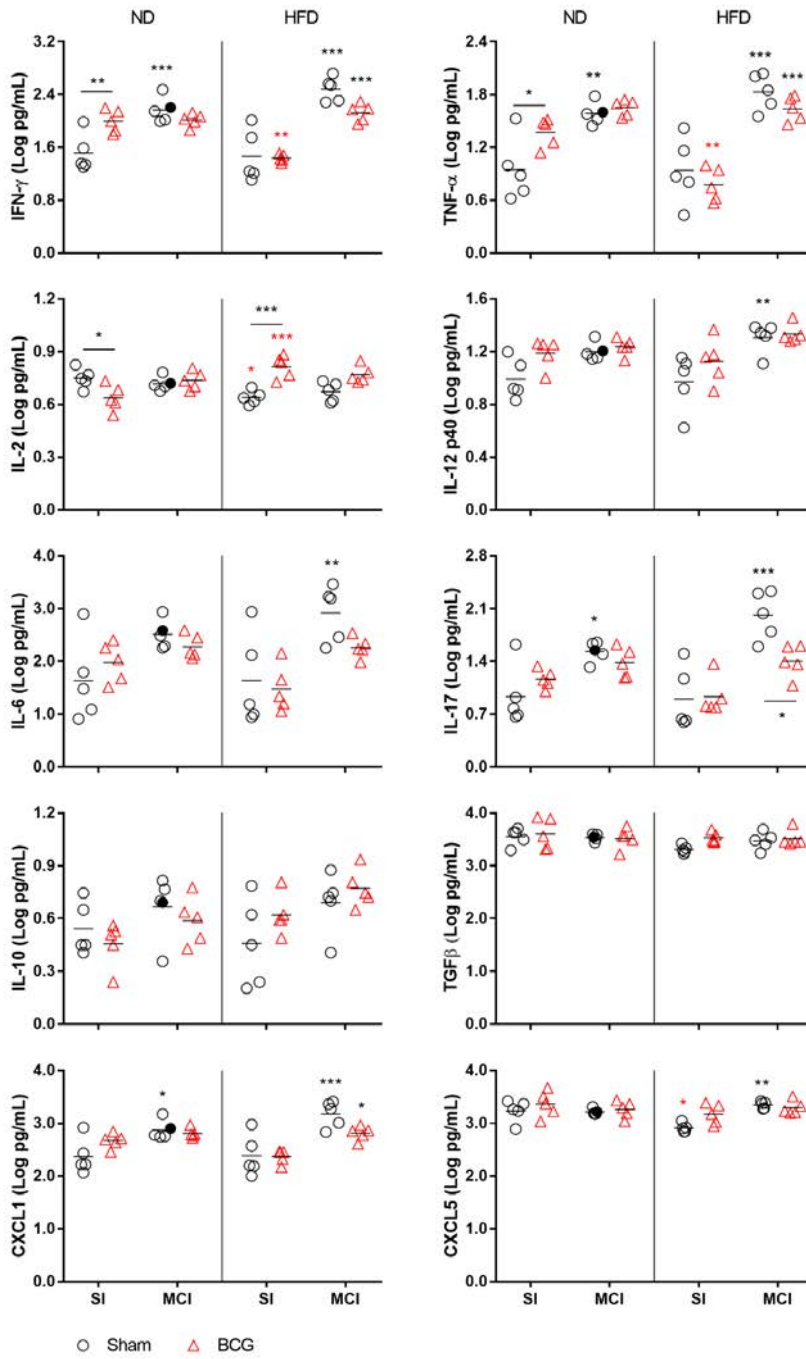 ND HFD ND HFD
IFN-γ (Log pg/mL)
3.2
2.4
1.6
0.8
0.0
** *** ** *** ***
TNF-α (Log pg/mL)
2.4
1.8
1.2
0.6
0.0
* ** ** *** ***
IL-2 (Log pg/mL)
1.2
0.9
0.6
0.3
0.0
* * *** ***
IL-12 p40 (Log pg/mL)
1.6
1.2
0.8
0.4
0.0
**
IL-6 (Log pg/mL)
4.0
3.0
2.0
1.0
0.0
**
IL-17 (Log pg/mL)
2.8
2.1
1.4
0.7
0.0
* *** *
IL-10 (Log pg/mL)
1.2
0.9
0.6
0.3
0.0
TGFβ (Log pg/mL)
4.0
3.0
2.0
1.0
0.0
CXCL1 (Log pg/mL)
4.0
3.0
2.0
1.0
0.0
* *** *
SI MCI SI MCI
CXCL5 (Log pg/mL)
4.0
3.0
2.0
1.0
0.0
* **
SI MCI SI MCI
Sham BCG